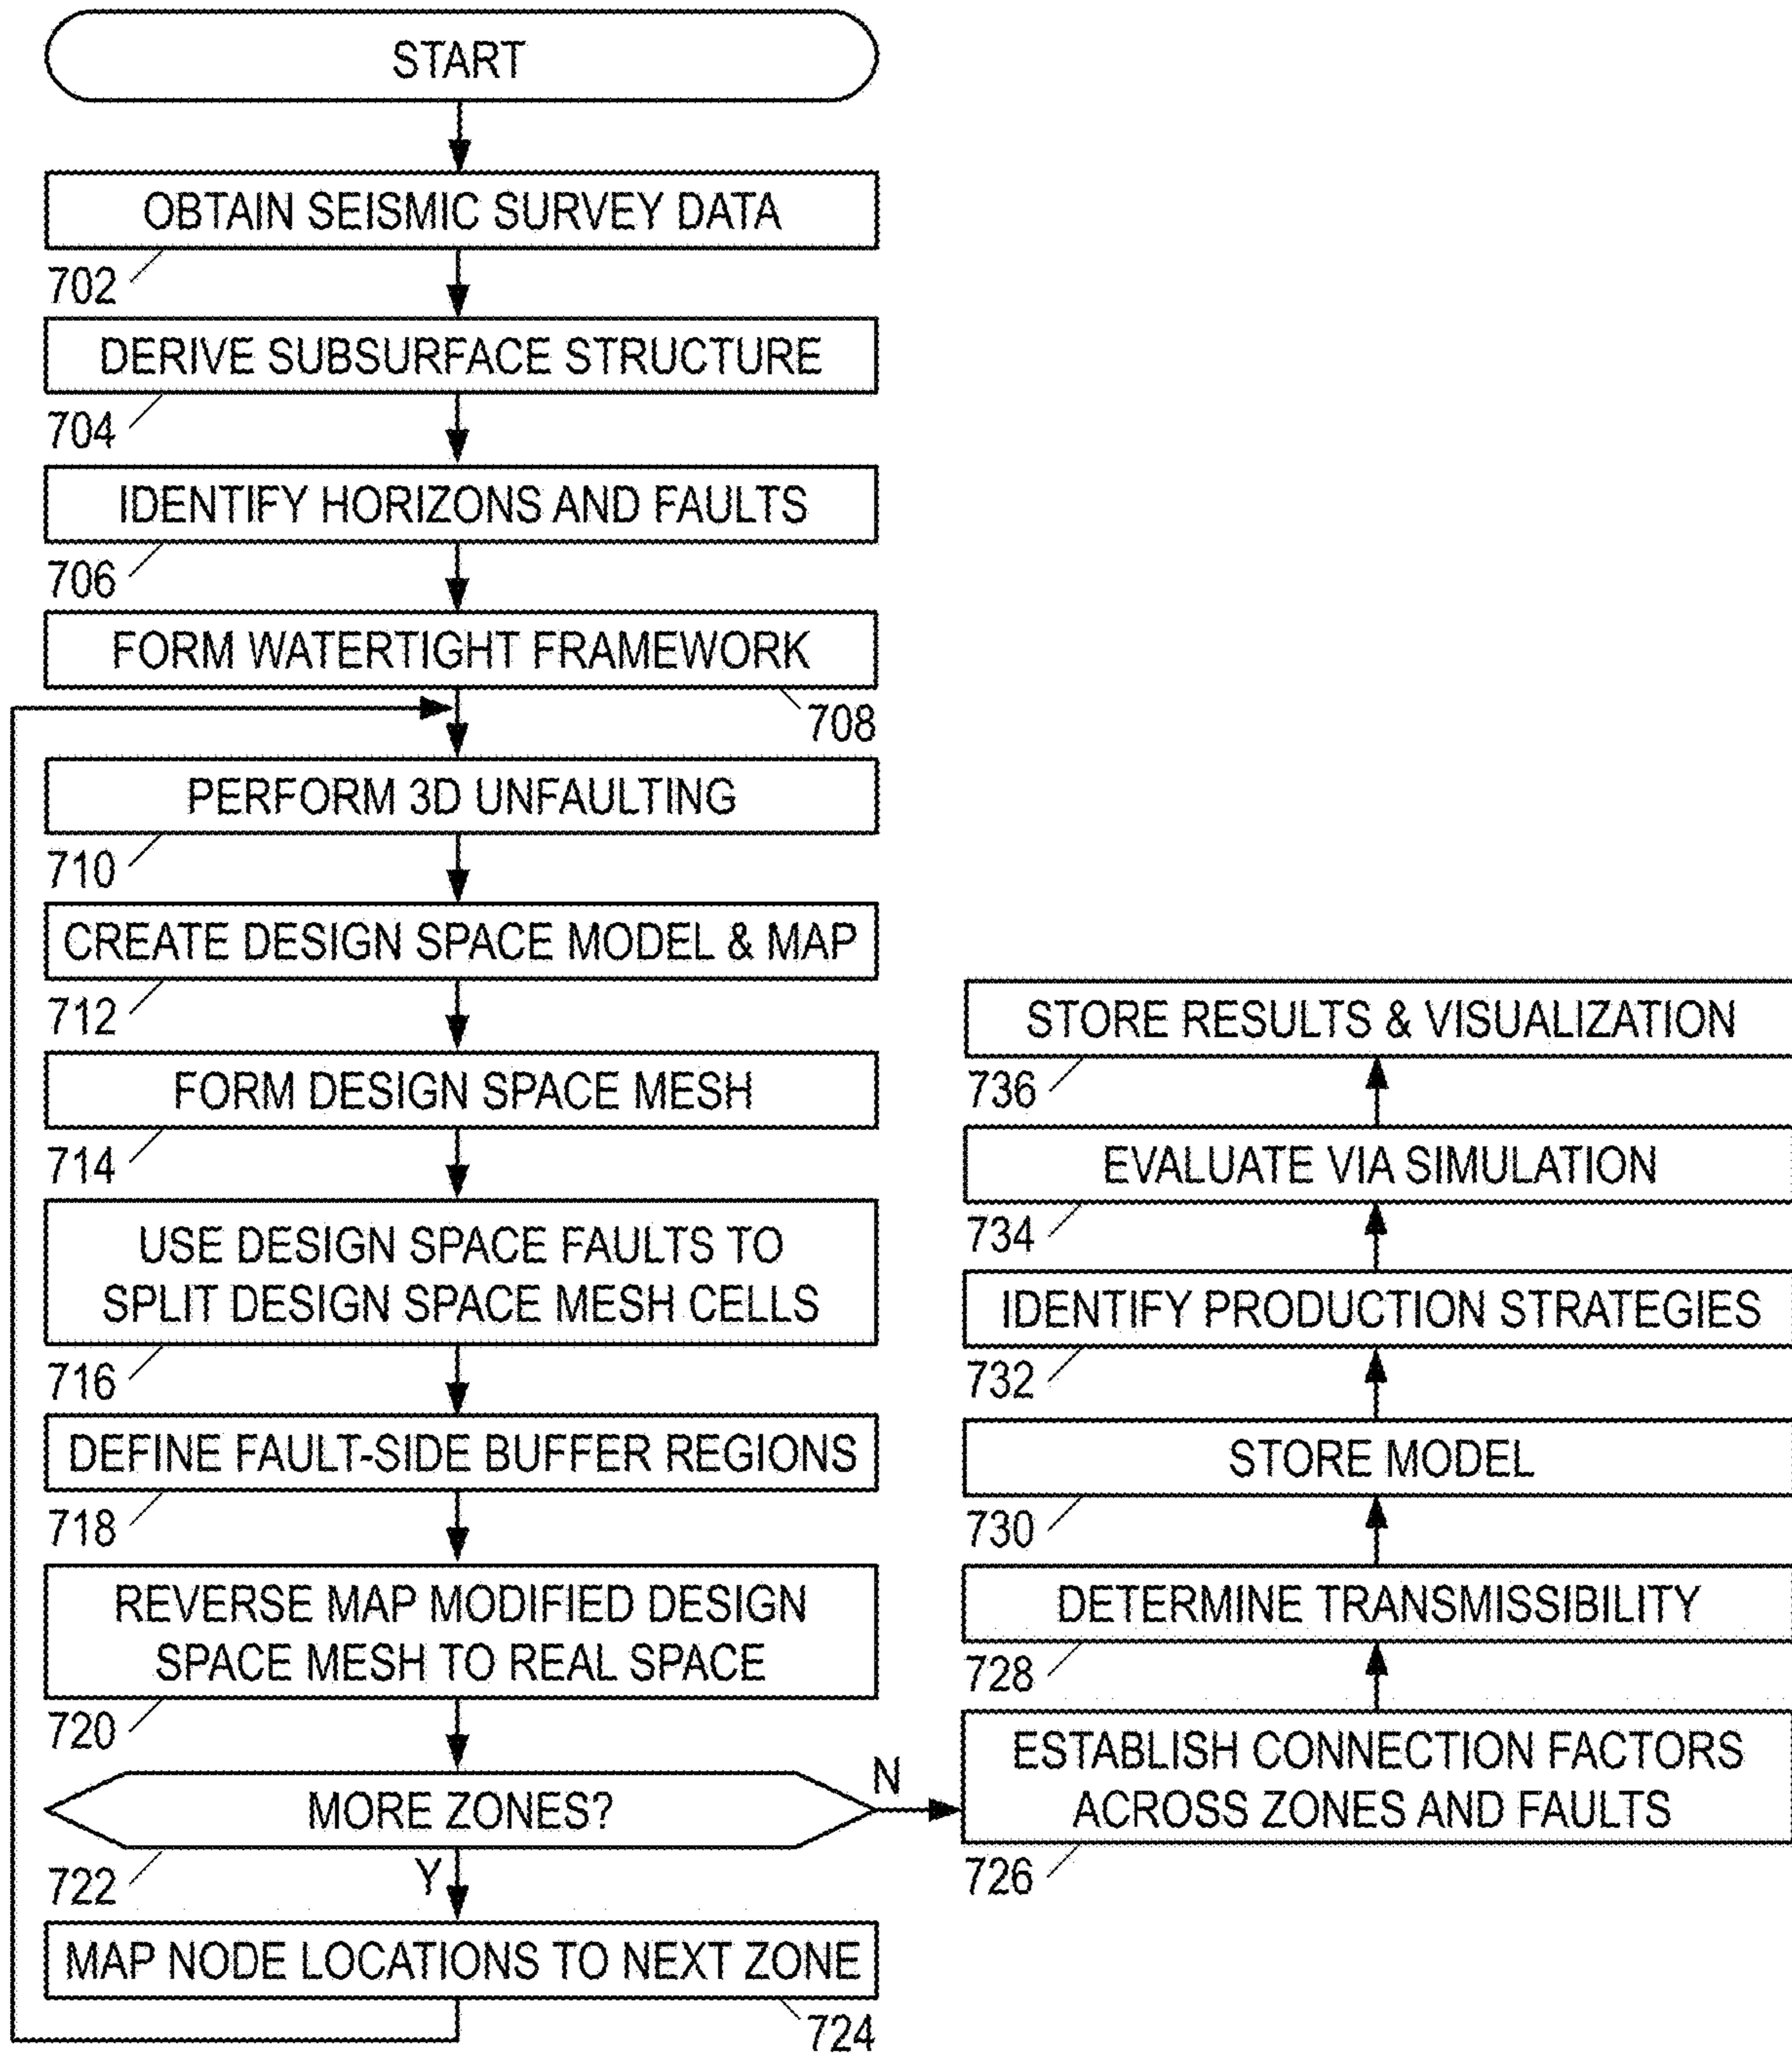 START
OBTAIN SEISMIC SURVEY DATA
702
DERIVE SUBSURFACE STRUCTURE
704
IDENTIFY HORIZONS AND FAULTS
706
FORM WATERTIGHT FRAMEWORK
708
PERFORM 3D UNFAULTING
710
CREATE DESIGN SPACE MODEL & MAP
712
FORM DESIGN SPACE MESH
714
USE DESIGN SPACE FAULTS TO
SPLIT DESIGN SPACE MESH CELLS
716
DEFINE FAULT-SIDE BUFFER REGIONS
718
REVERSE MAP MODIFIED DESIGN
SPACE MESH TO REAL SPACE
720
MORE ZONES?
N
722
Y
MAP NODE LOCATIONS TO NEXT ZONE
724
ESTABLISH CONNECTION FACTORS
ACROSS ZONES AND FAULTS
726
DETERMINE TRANSMISSIBILITY
728
STORE MODEL
730
IDENTIFY PRODUCTION STRATEGIES
732
EVALUATE VIA SIMULATION
734
STORE RESULTS & VISUALIZATION
736